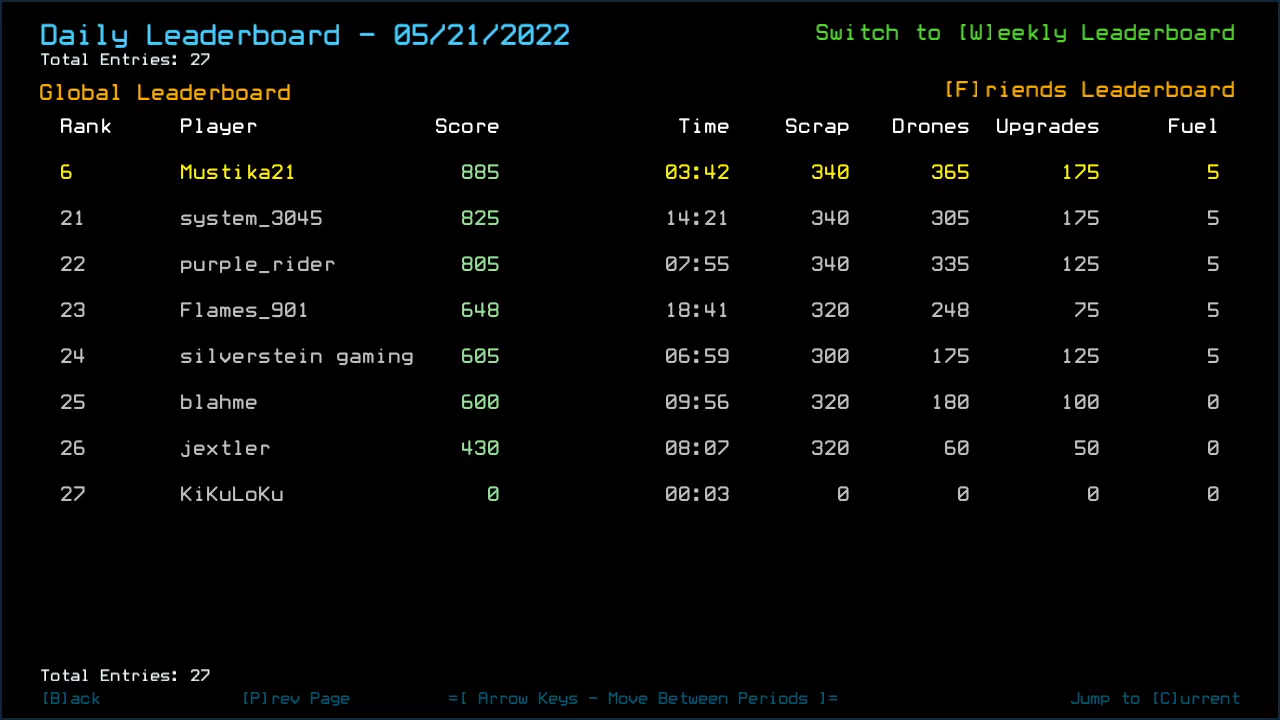 Daily Leaderboard - 05/21/2022 Switch to [W]eekly Leaderboard
Total Entries: 27
Global Leaderboard [F]riends Leaderboard
Rank Player Score Time Scrap Drones Upgrades Fuel
6 Mustika21 885 03:42 340 365 175 5
21 system_3045 825 14:21 340 305 175 5
22 purple_rider 805 07:55 340 335 125 5
23 Flames_901 648 18:41 320 248 75 5
24 silverstein gaming 605 06:59 300 175 125 5
25 blahme 600 09:56 320 180 100 0
26 jextler 430 08:07 320 60 50 0
27 KiKuLoKu 0 00:03 0 0 0 0
Total Entries: 27
[B]ack [P]rev Page =[ Arrow Keys - Move Between Periods ]= Jump to [C]urrent